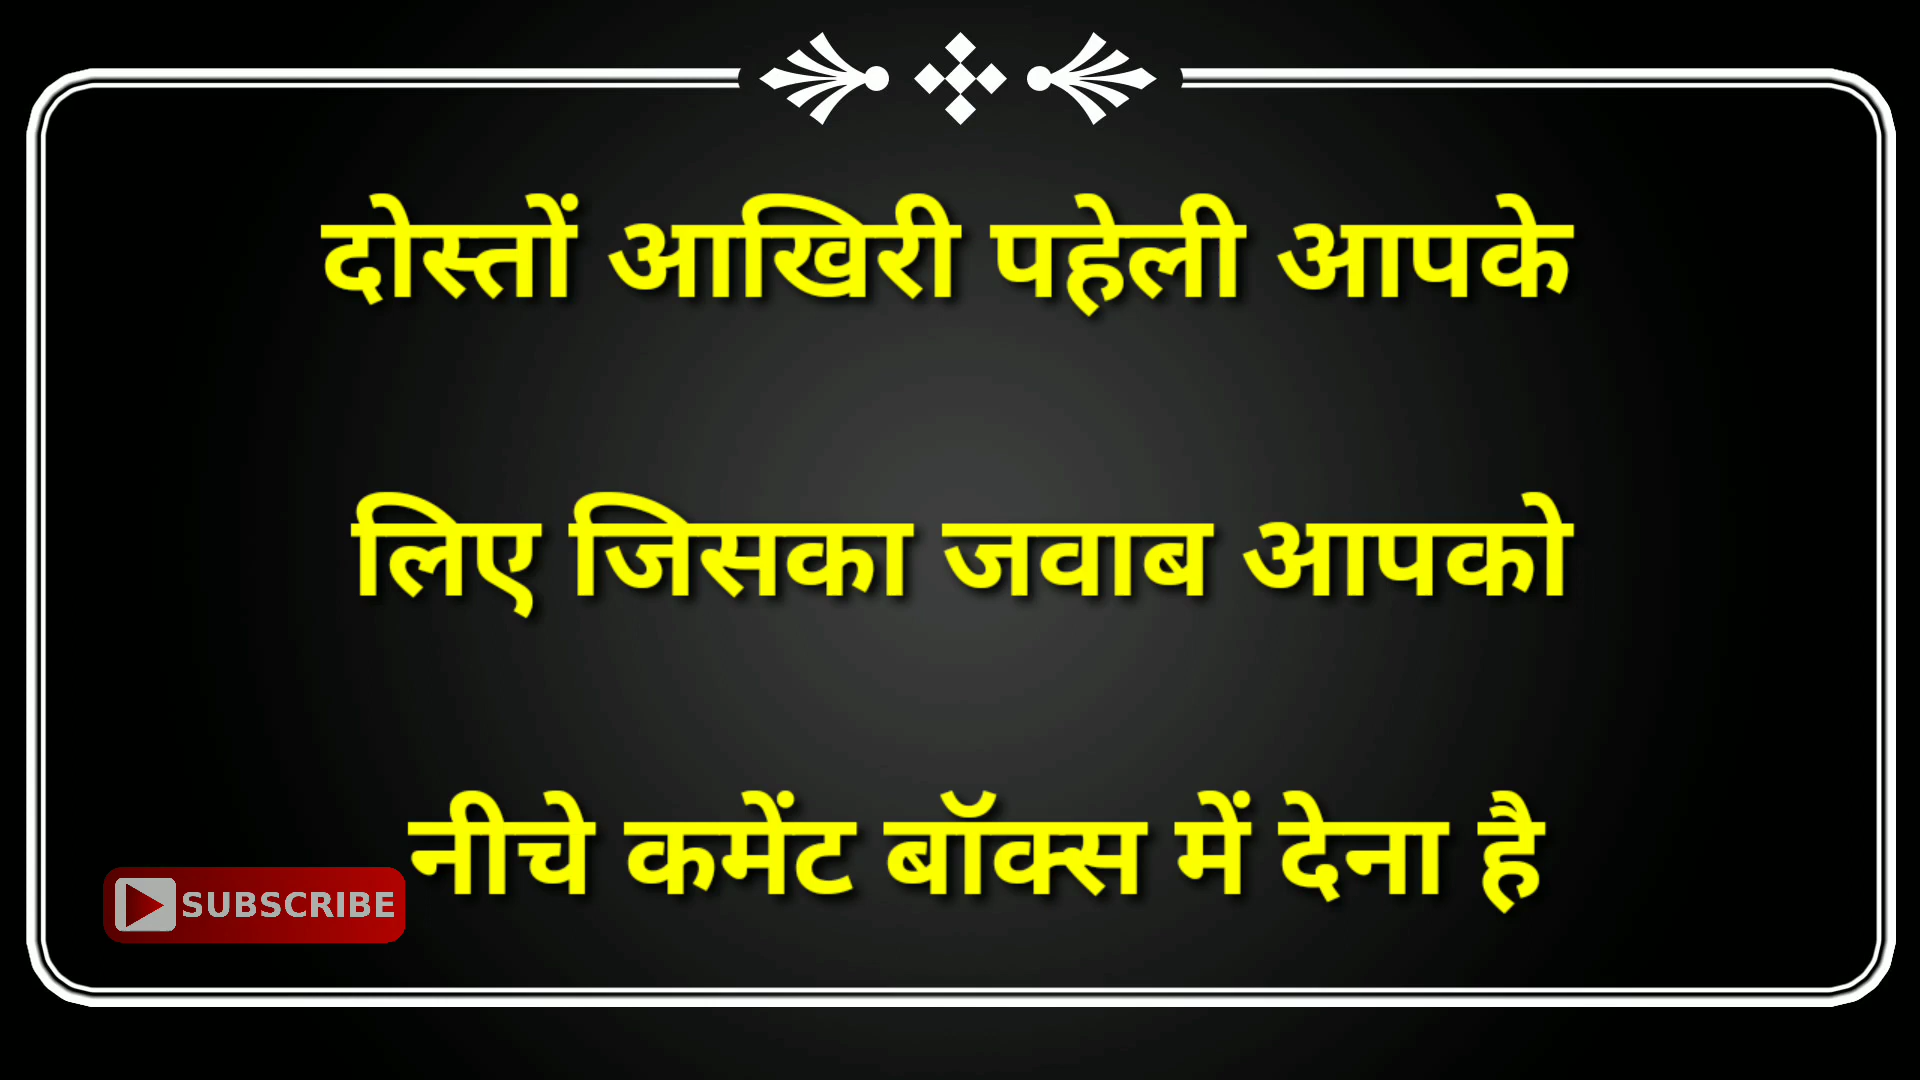 दोस्तों आखिरी पहेली आपके
लिए जिसका जवाब आपको
नीचे कमेंट बॉक्स में देना है
SUBSCRIBE